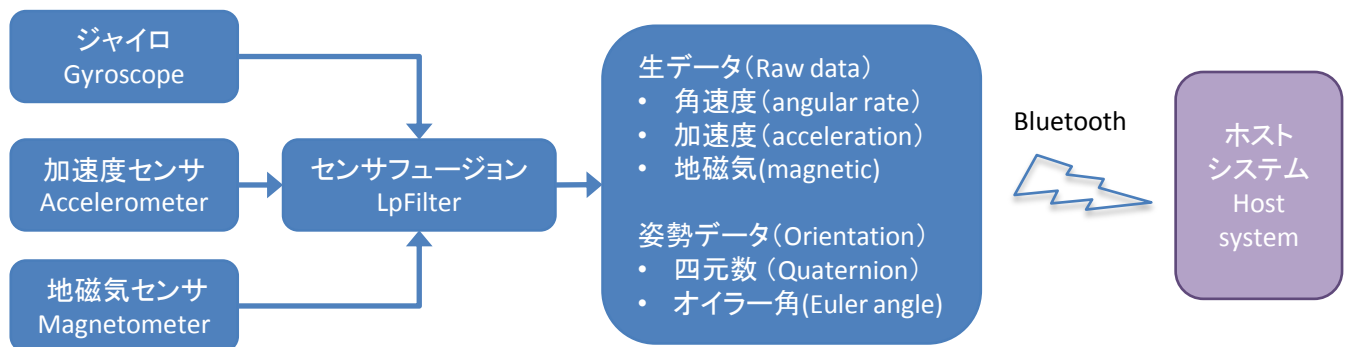 ジャイロ
Gyroscope
加速度センサ
Accelerometer
地磁気センサ
Magnetometer
センサフュージョン
LpFilter
生データ（Raw data）
• 角速度（angular rate）
• 加速度（acceleration）
• 地磁気(magnetic)
姿勢データ（Orientation）
• 四元数（Quaternion）
• オイラー角(Euler angle)
Bluetooth
ホスト
システム
Host
system